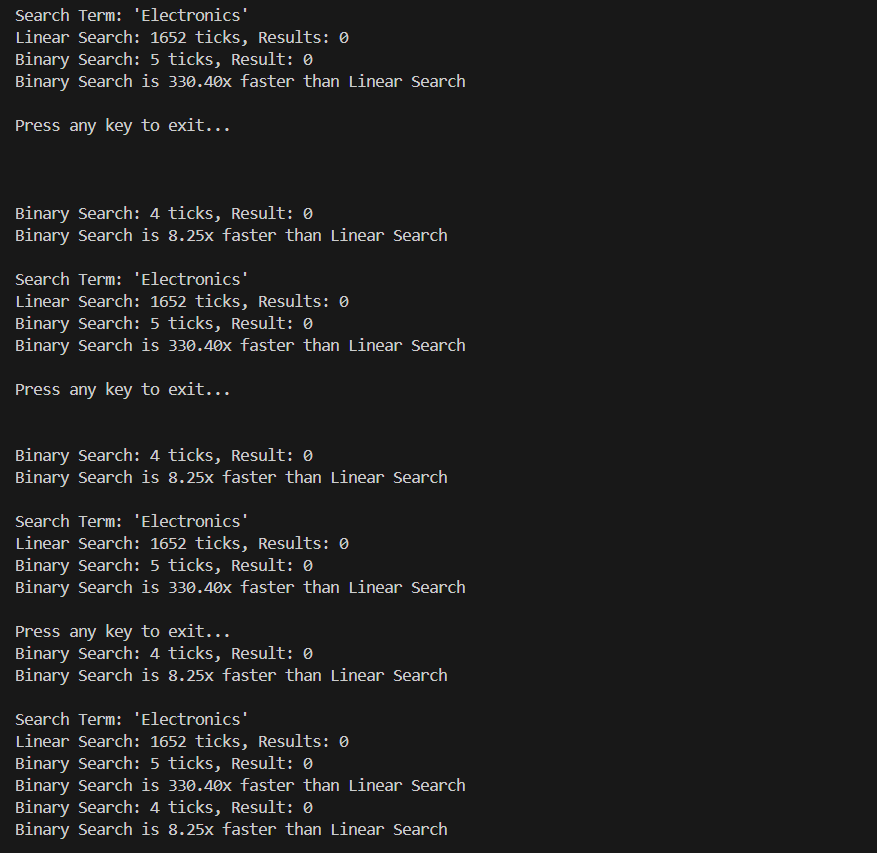 Search Term: 'Electronics'
Linear Search: 1652 ticks, Results: 0
Binary Search: 5 ticks, Result: 0
Binary Search is 330.40x faster than Linear Search
Press any key to exit...
Binary Search: 4 ticks, Result: 0
Binary Search is 8.25x faster than Linear Search
Search Term: 'Electronics'
Linear Search: 1652 ticks, Results: 0
Binary Search: 5 ticks, Result: 0
Binary Search is 330.40x faster than Linear Search
Press any key to exit...
Binary Search: 4 ticks, Result: 0
Binary Search is 8.25x faster than Linear Search
Search Term: 'Electronics'
Linear Search: 1652 ticks, Results: 0
Binary Search: 5 ticks, Result: 0
Binary Search is 330.40x faster than Linear Search
Press any key to exit...
Binary Search: 4 ticks, Result: 0
Binary Search is 8.25x faster than Linear Search
Search Term: 'Electronics'
Linear Search: 1652 ticks, Results: 0
Binary Search: 5 ticks, Result: 0
Binary Search is 330.40x faster than Linear Search
Binary Search: 4 ticks, Result: 0
Binary Search is 8.25x faster than Linear Search